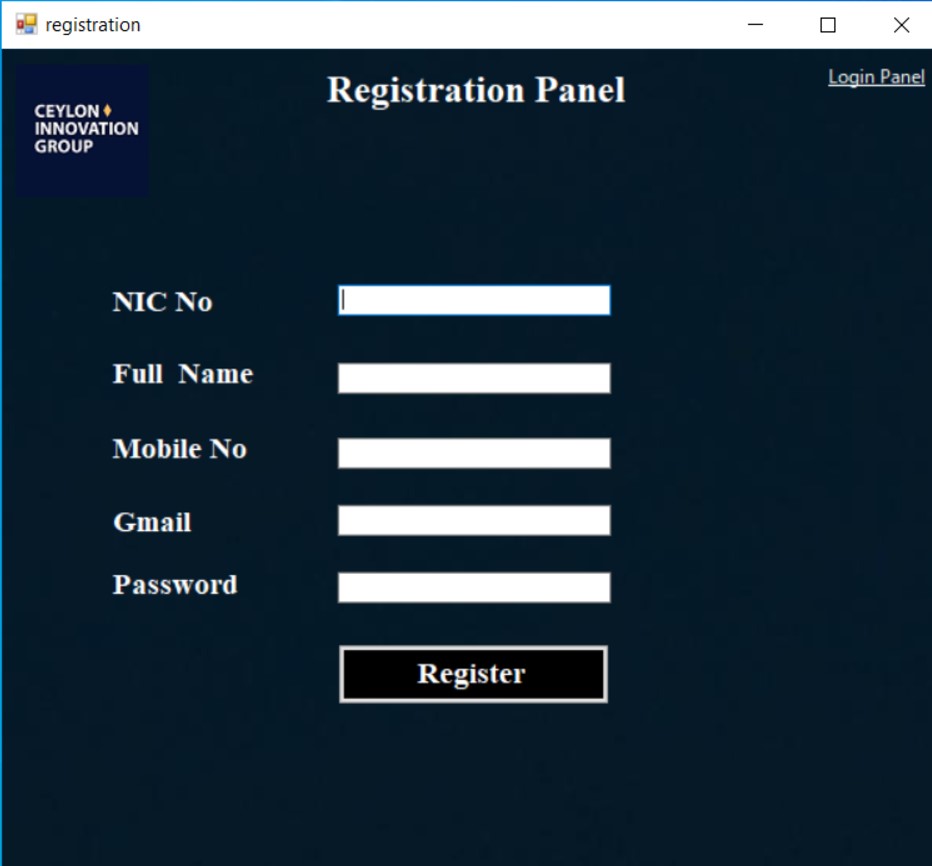 registration
CEYLON
INNOVATION
GROUP
Registration Panel
Login Panel
NIC No
Full  Name
Mobile No
Gmail
Password
Register